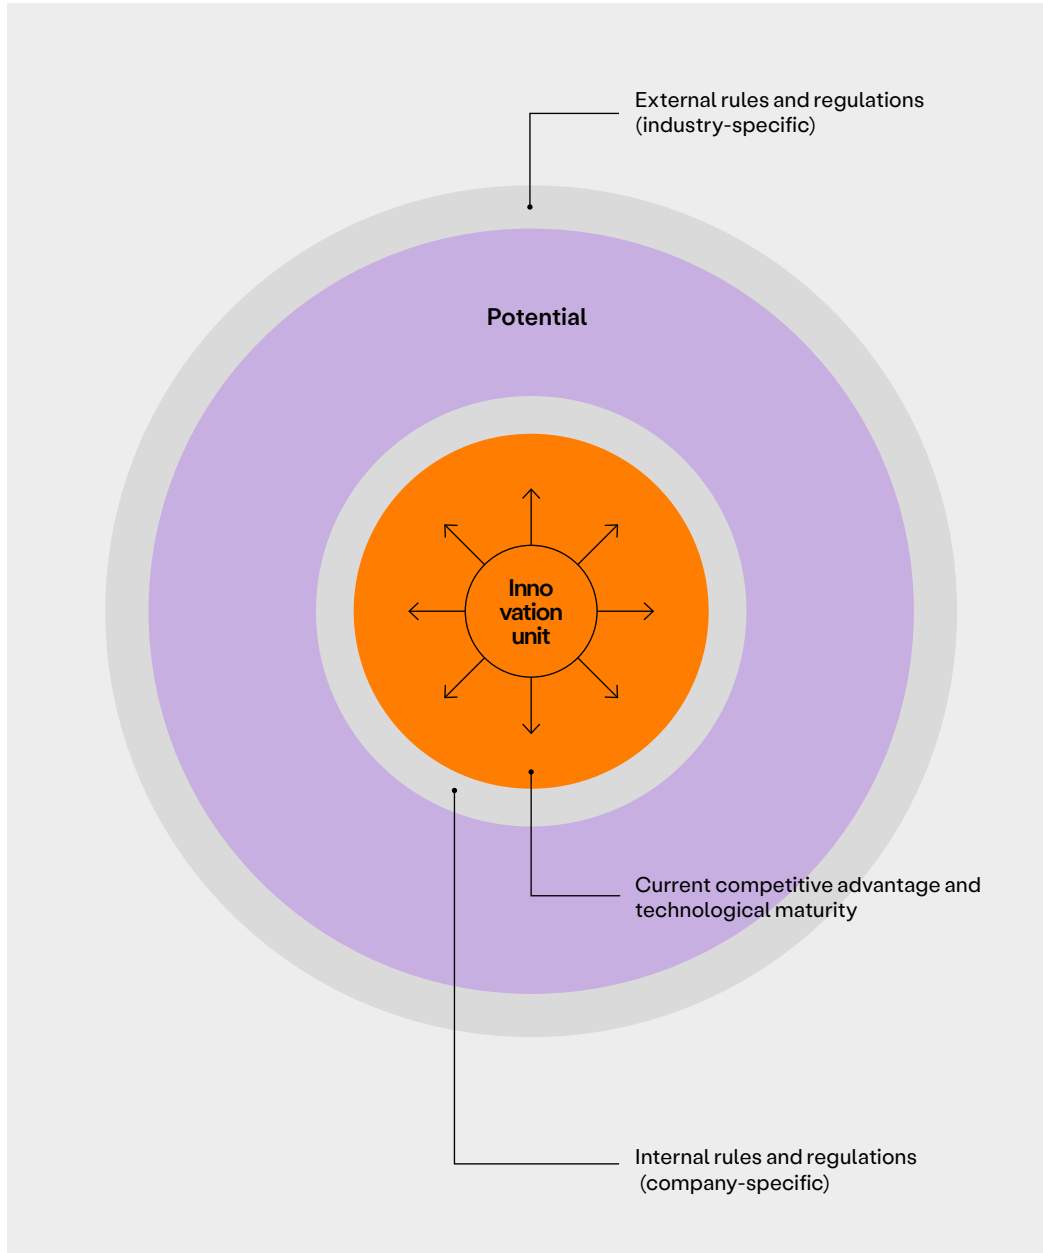 External rules and regulations
(industry-specific)
Potential
Inno
vation
unit
Current competitive advantage and
technological maturity
Internal rules and regulations
(company-specific)